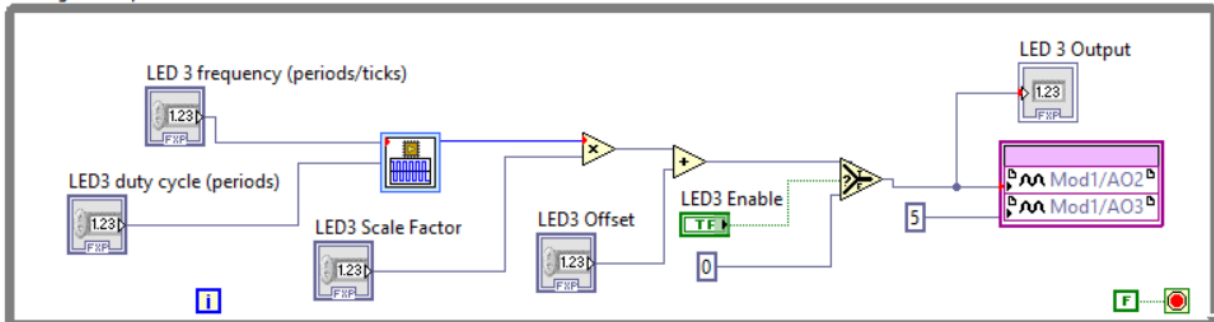 LED 3 Output
LED 3 frequency (periods/ticks)
1.23
FXP
1.23
FXP
LED3 duty cycle (periods)
1.23
FXP
LED3 Scale Factor
1.23
FXP
LED3 Offset
1.23
FXP
LED3 Enable
TF
0
5
Mod1/AO2
Mod1/AO3
i
F